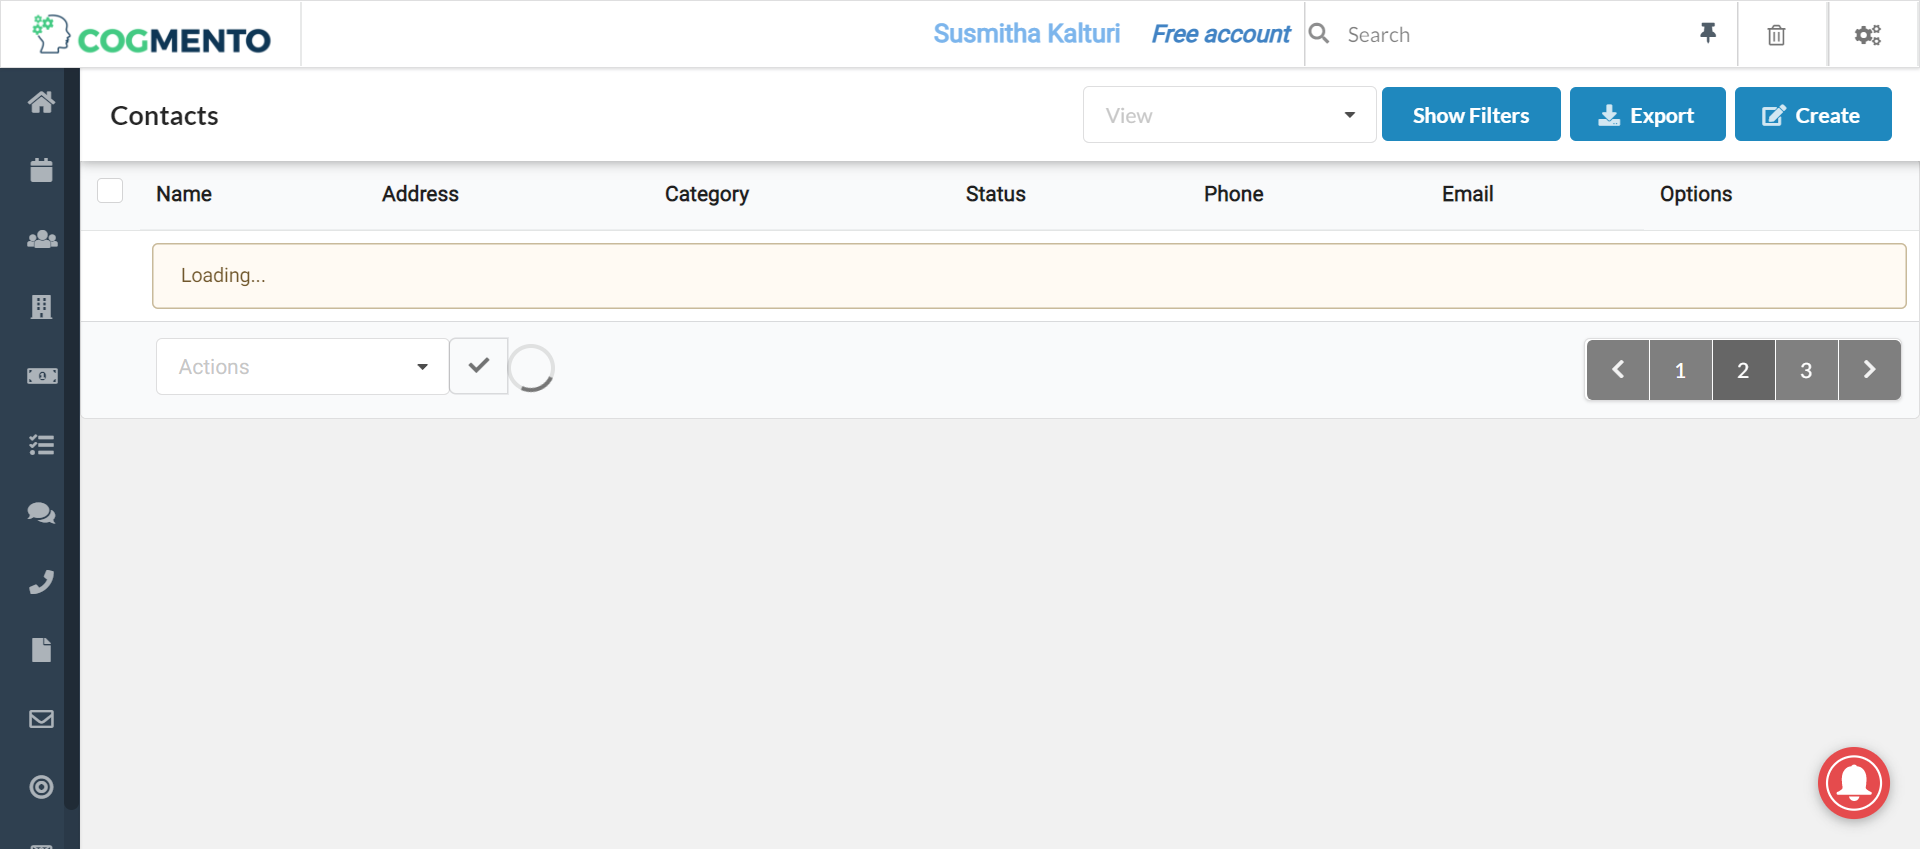 COGMENTO
Susmitha Kalturi Free account Search
Contacts
View Show Filters Export Create
Name Address Category Status Phone Email Options
Loading...
Actions 1 2 3